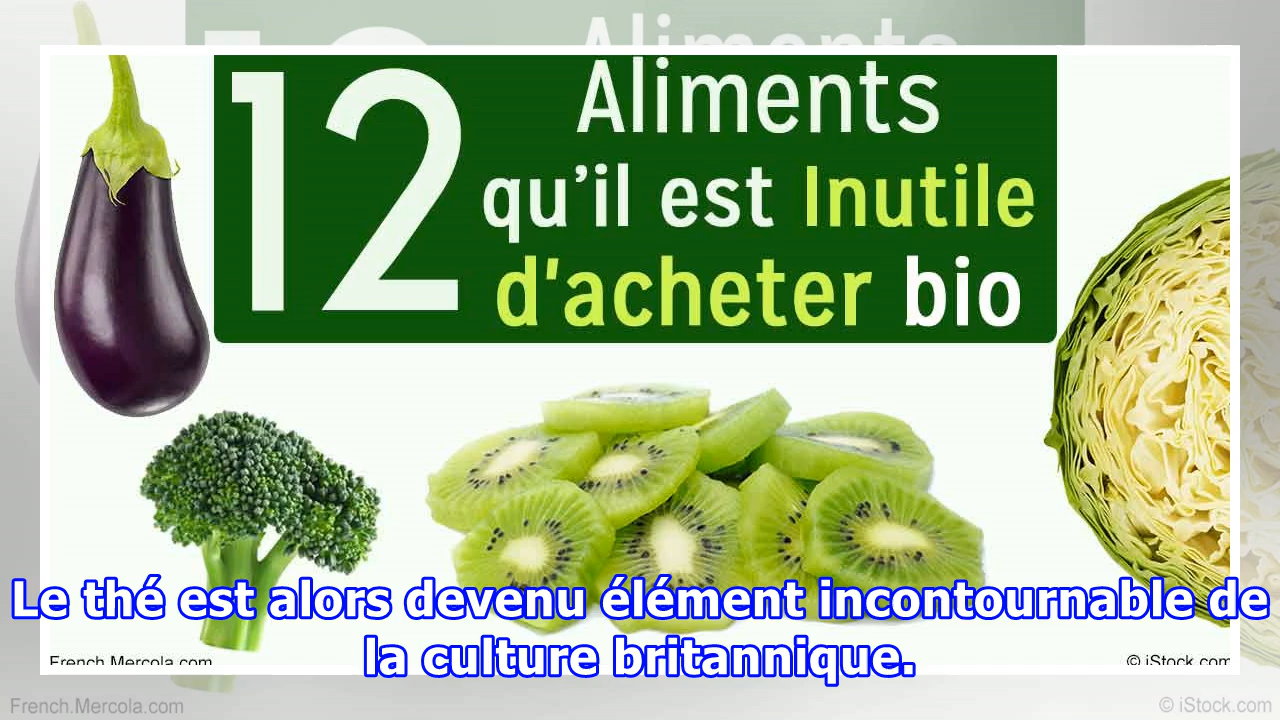 Aliments
12
Aliments
qu'il est Inutile
d'acheter bio
Le thé est alors devenu élément incontournable de
la culture britannique.
French.Mercola.com
© iStock.com
French.Mercola.com
© iStock.com